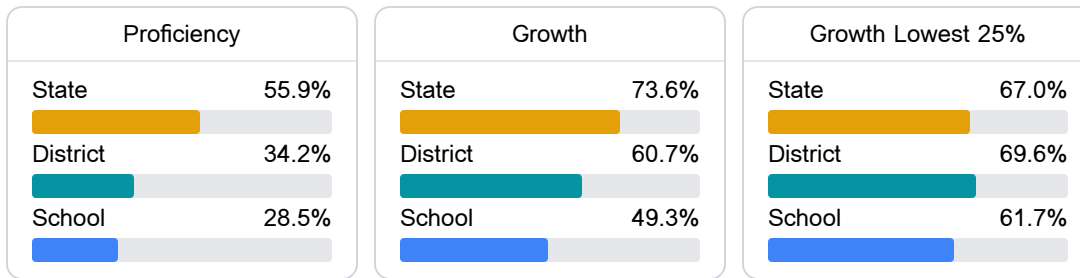 Proficiency
State 55.9%
District 34.2%
School 28.5%
Growth
State 73.6%
District 60.7%
School 49.3%
Growth Lowest 25%
State 67.0%
District 69.6%
School 61.7%